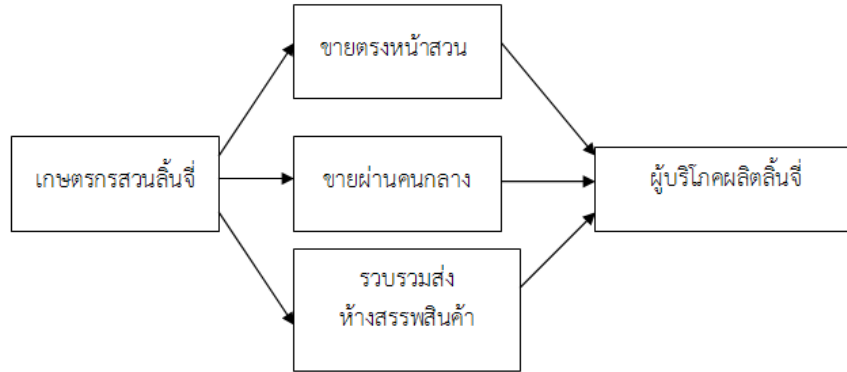 ขายตรงหน้าสวน
เกษตรกรสวนลิ้นจี่
ขายผ่านคนกลาง
ผู้บริโภคผลิตลิ้นจี่
รวบรวมส่ง
ห้างสรรพสินค้า